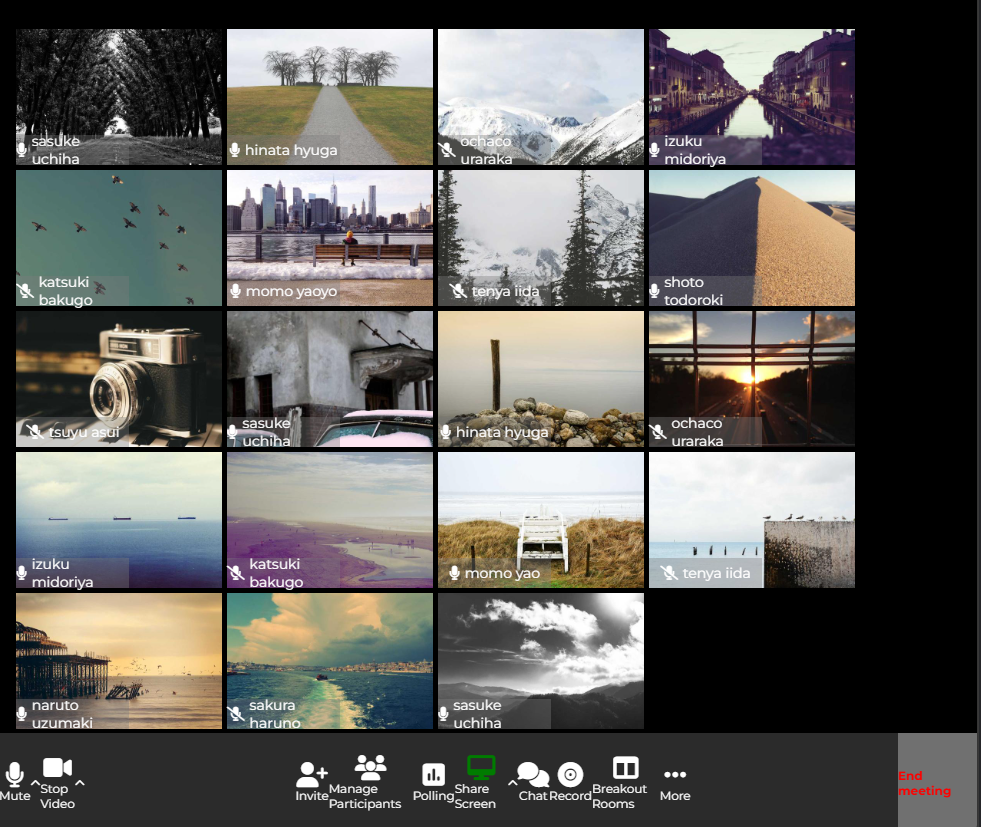 sasuke
uchiha
hinata hyuga
ochaco
uraraka
izuku
midoriya
katsuki
bakugo
momo yaoyo
tenya iida
shoto
todoroki
tsuyu asui
sasuke
uchiha
hinata hyuga
ochaco
uraraka
izuku
midoriya
katsuki
bakugo
momo yao
tenya iida
naruto
uzumaki
sakura
haruno
sasuke
uchiha
Mute
Stop
Video
Invite
Manage
Participants
Polling
Share
Screen
Chat
Record
Breakout
Rooms
More
End
meeting